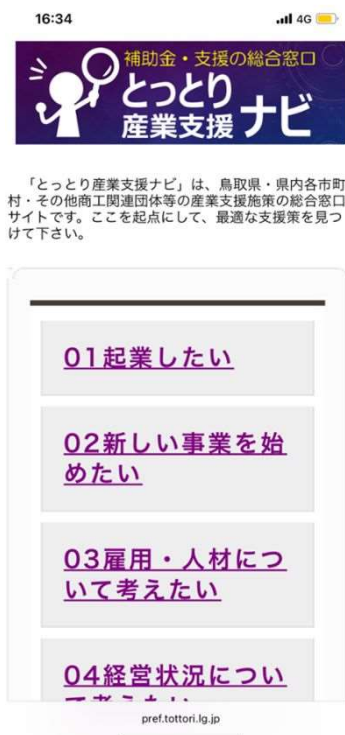 16:34
4G
補助金・支援の総合窓口
とっとり
産業支援ナビ
「とっとり産業支援ナビ」は、鳥取県・県内各市町
村・その他商工関連団体等の産業支援施策の総合窓口
サイトです。ここを起点にして、最適な支援策を見つ
けて下さい。
01起業したい
02新しい事業を始
めたい
03雇用・人材につ
いて考えたい
04経営状況につい
て考えたい
pref.tottori.lg.jp